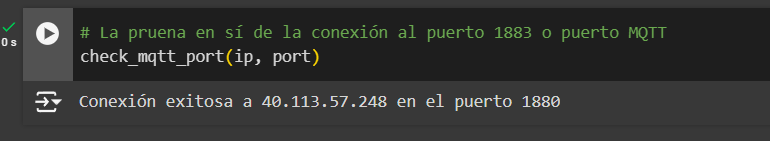 0 s
# La pruena en sí de la conexión al puerto 1883 o puerto MQTT
check_mqtt_port(ip, port)
Conexión exitosa a 40.113.57.248 en el puerto 1880